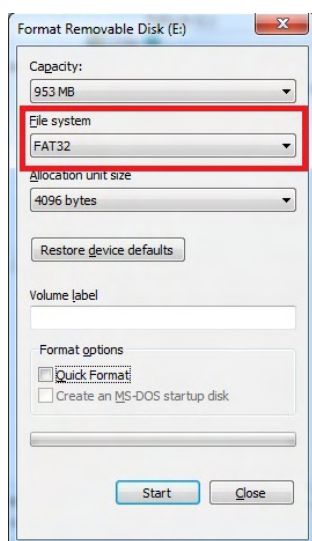 Format Removable Disk (E:)
Capacity:
953 MB
File system
FAT32
Allocation unit size
4096 bytes
Restore device defaults
Volume label
Format options
Quick Format
Create an MS-DOS startup disk
Start Close